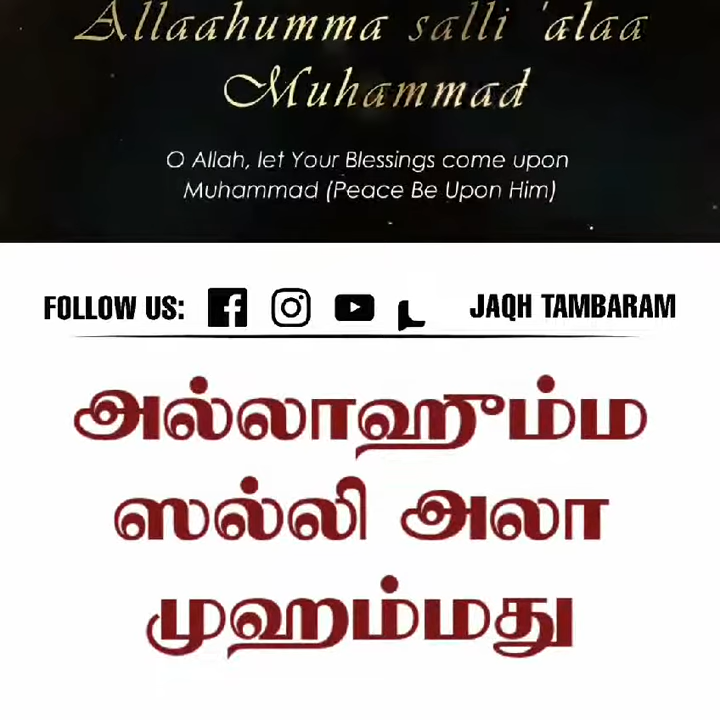 Allaahumma salli 'alaa
Muhammad
O Allah, let Your Blessings come upon
Muhammad (Peace Be Upon Him)
FOLLOW US: JAQH TAMBARAM
அல்லாஹும்ம
ஸல்லி அலா
முஹம்மது